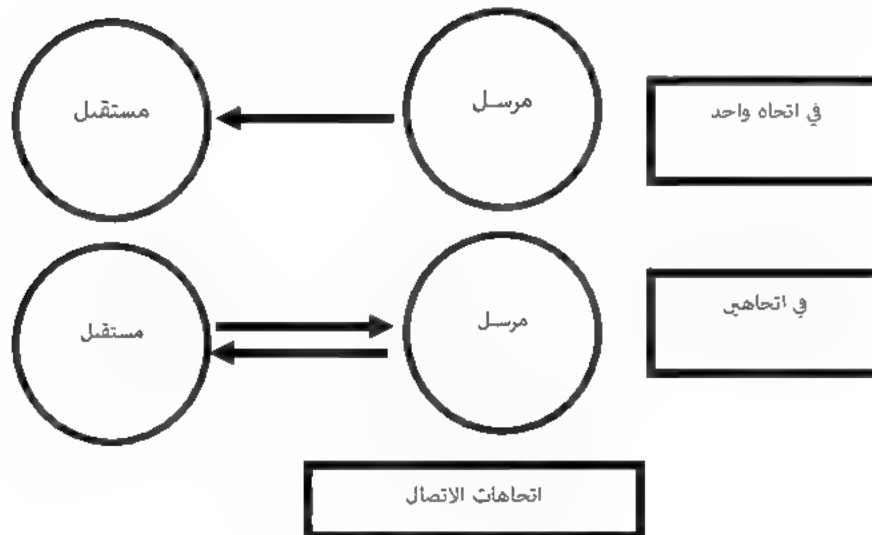 في اتجاه واحد
مرسل
مستقبل
في اتجاهين
مرسل
مستقبل
اتجاهات الاتصال